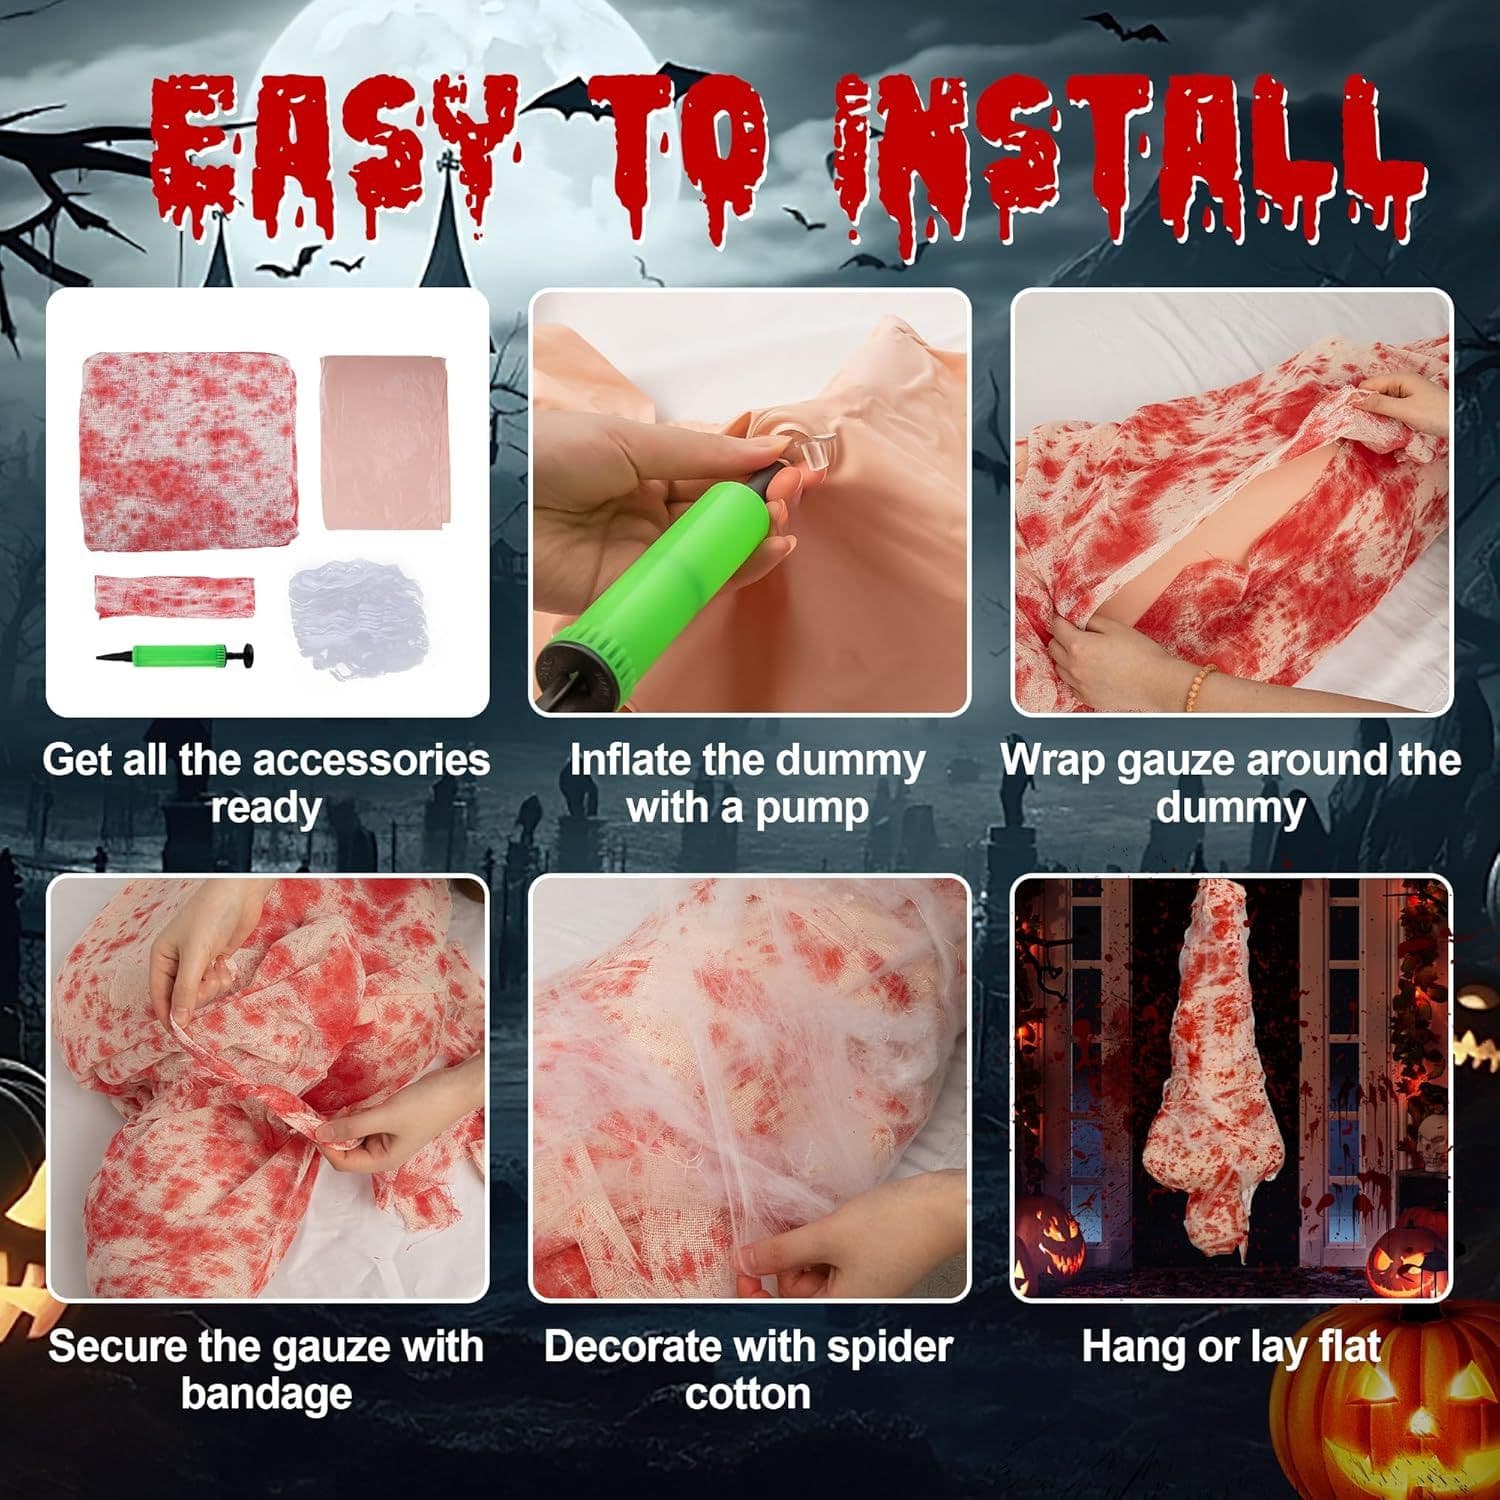 EASY TO INSTALL
Get all the accessories
ready
Inflate the dummy
with a pump
Wrap gauze around the
dummy
Secure the gauze with
bandage
Decorate with spider
cotton
Hang or lay flat